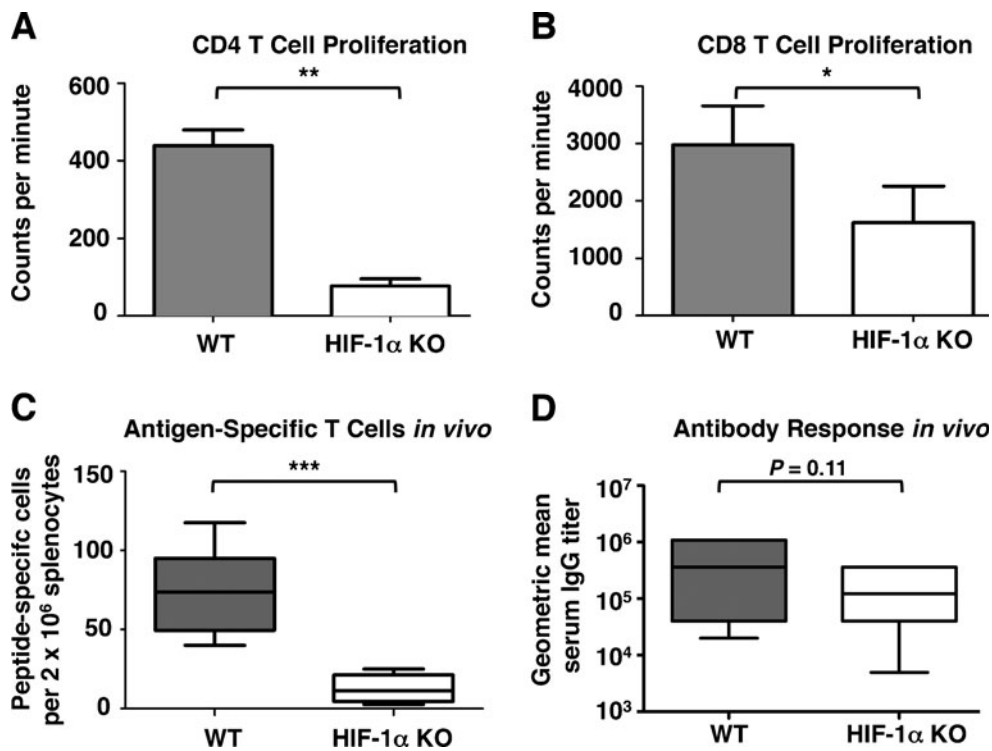 A
CD4 T Cell Proliferation
**
Counts per minute
600
400
200
0
WT
HIF-1α KO
B
CD8 T Cell Proliferation
*
Counts per minute
4000
3000
2000
1000
0
WT
HIF-1α KO
C
Antigen-Specific T Cells in vivo
***
Peptide-specifc cells
per 2 x 10⁶ splenocytes
150
100
50
0
WT
HIF-1α KO
D
Antibody Response in vivo
P = 0.11
Geometric mean
serum IgG titer
10⁷
10⁶
10⁵
10⁴
10³
WT
HIF-1α KO